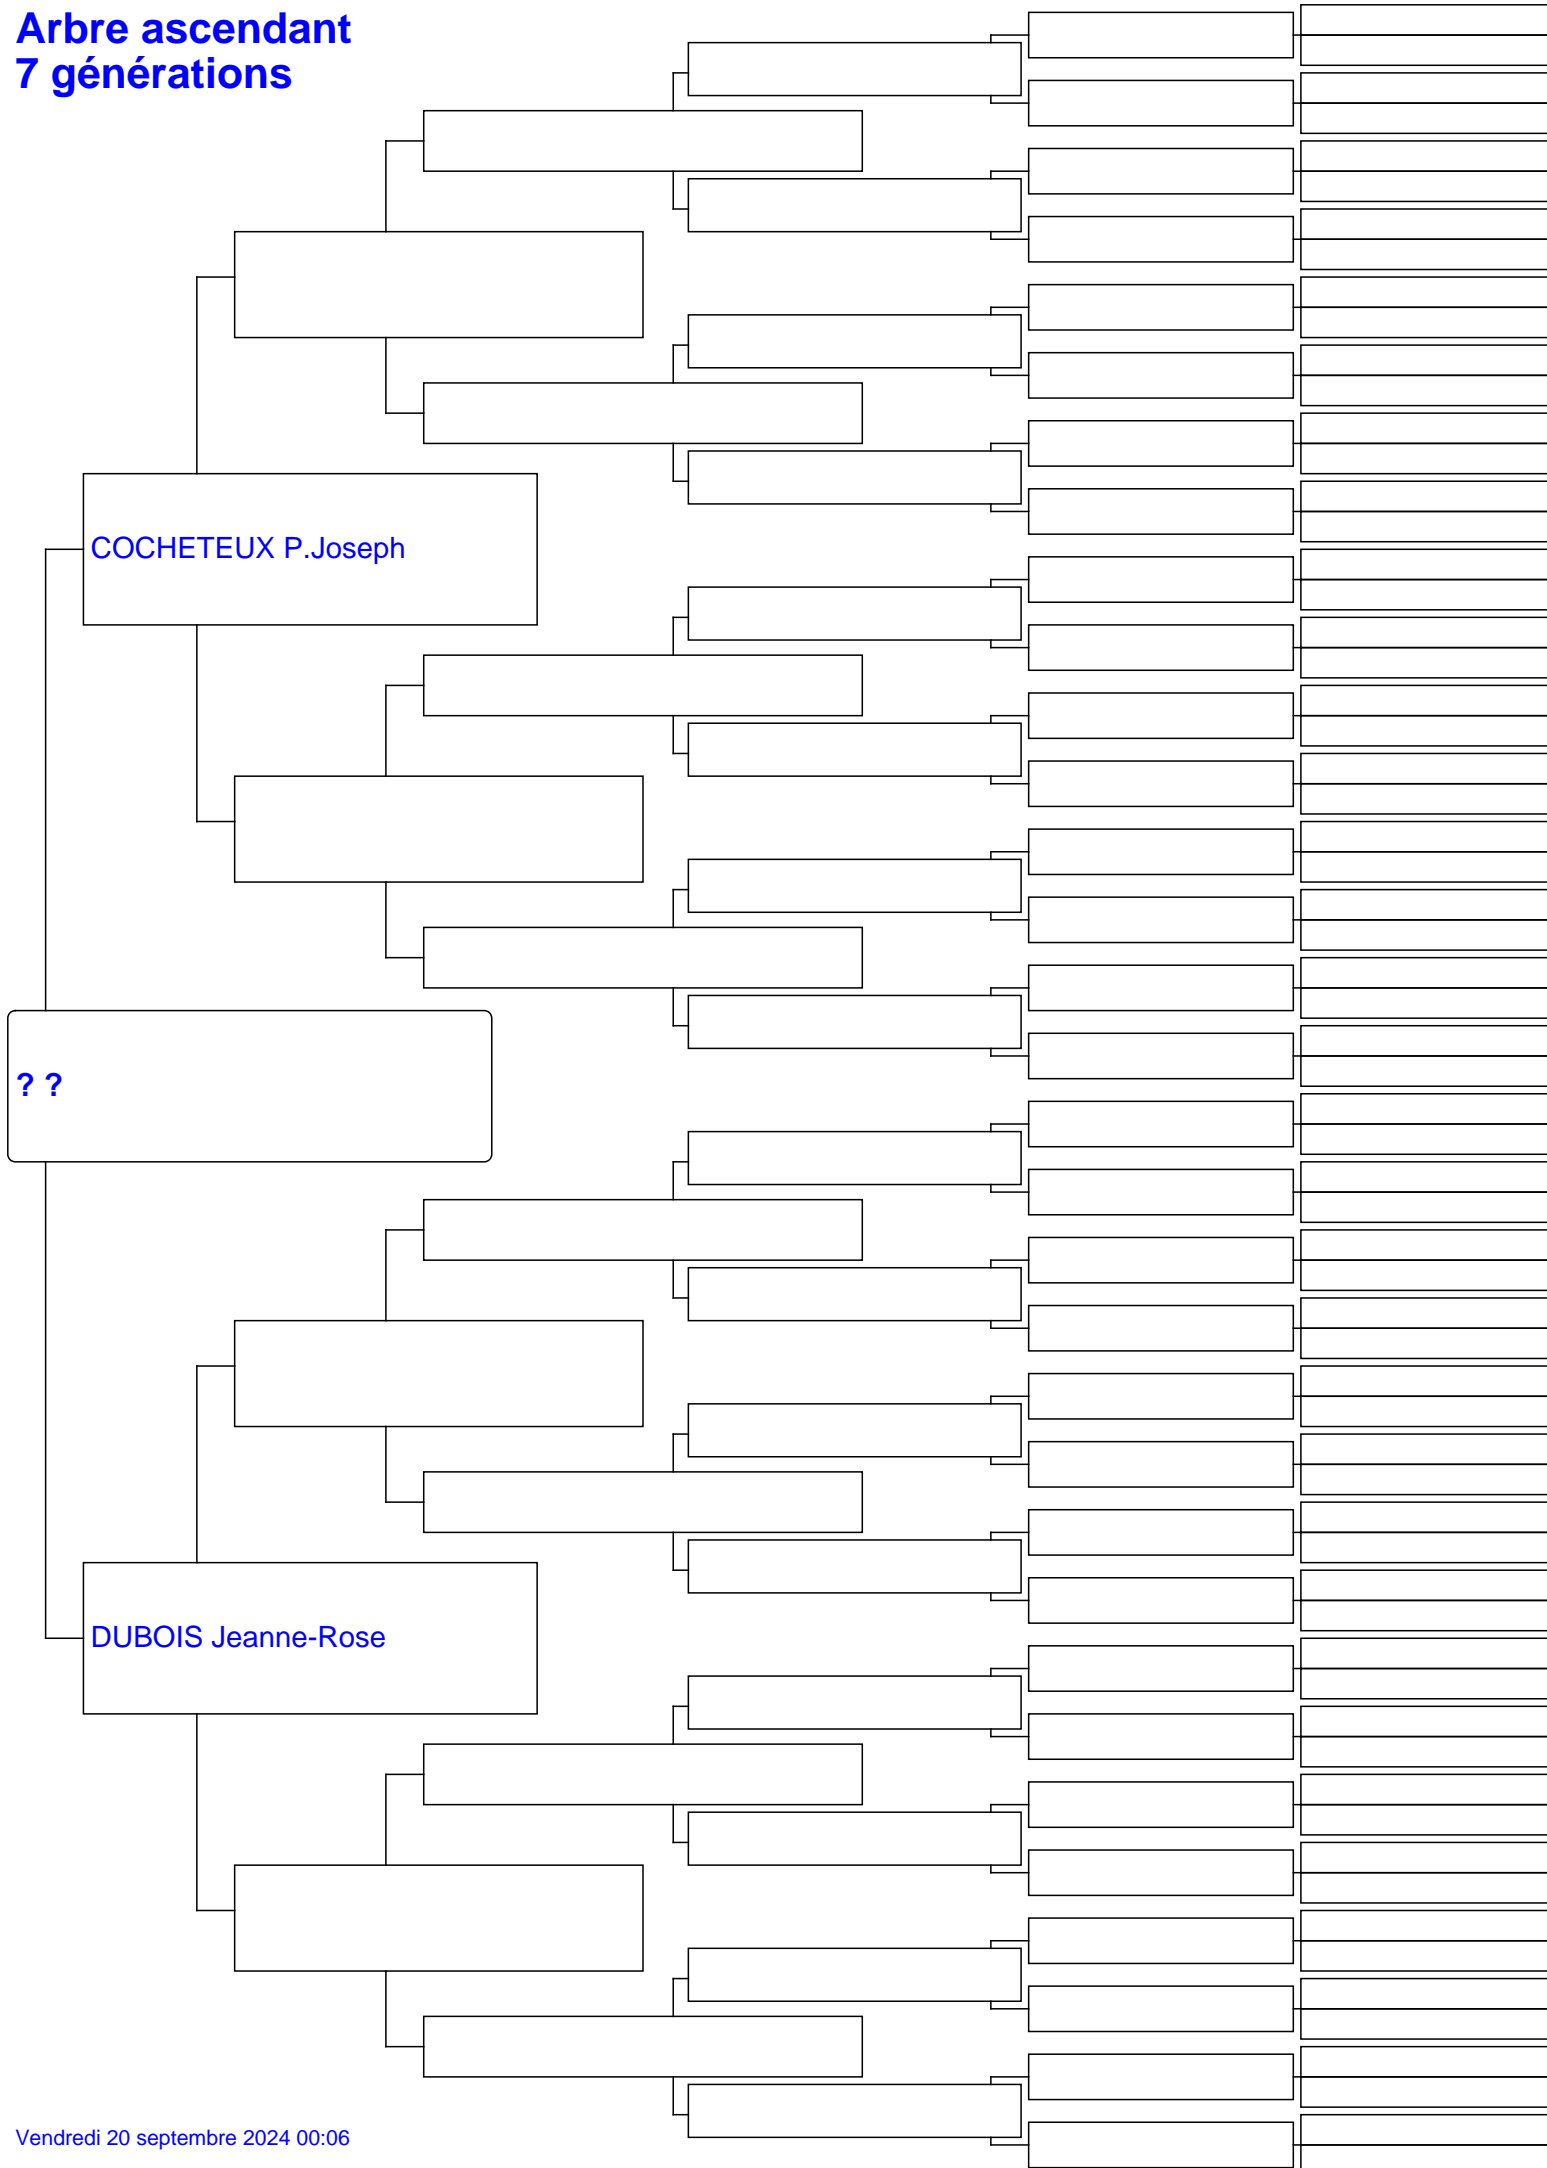 Arbre ascendant
7 générations
COCHETEUX P.Joseph
? ?
DUBOIS Jeanne-Rose
Vendredi 20 septembre 2024 00:06